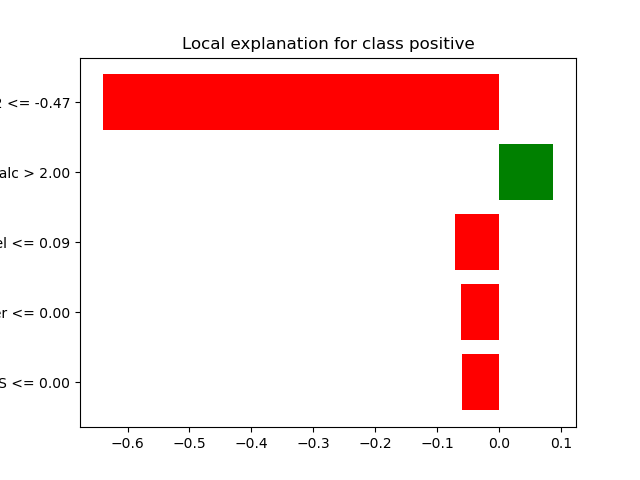 Local explanation for class positive
2 <= -0.47
alc > 2.00
el <= 0.09
er <= 0.00
S <= 0.00
−0.6 −0.5 −0.4 −0.3 −0.2 −0.1 0.0 0.1